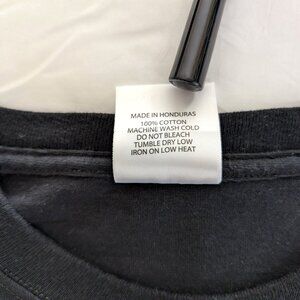 MADE IN HONDURAS
100% COTTON
MACHINE WASH COLD
DO NOT BLEACH
TUMBLE DRY LOW
IRON ON LOW HEAT